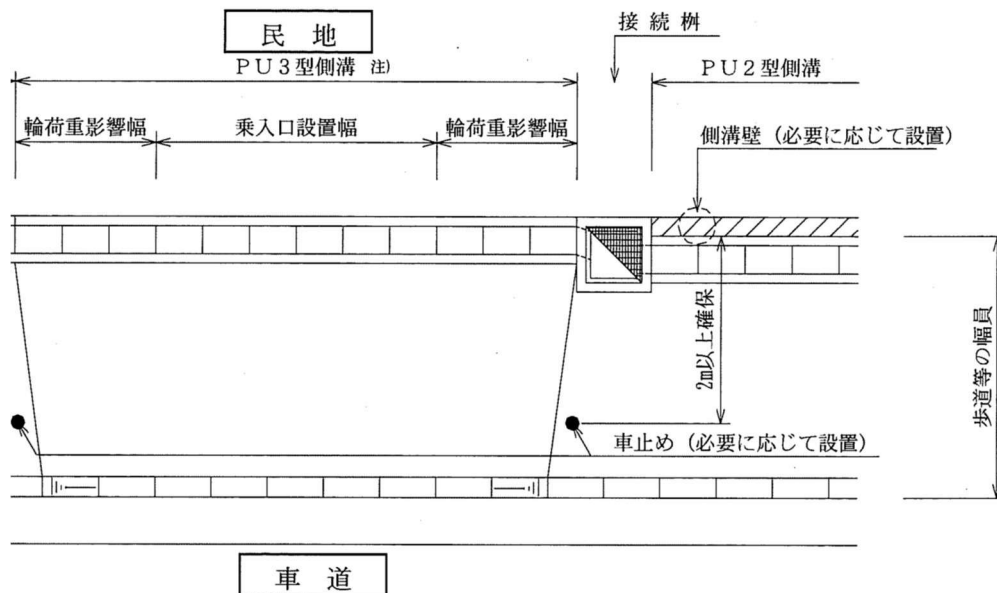 接続桝
民地
PU3型側溝 注)
PU2型側溝
輪荷重影響幅
乗入口設置幅
輪荷重影響幅
側溝壁(必要に応じて設置)
2m以上確保
歩道等の幅員
車止め(必要に応じて設置)
車道